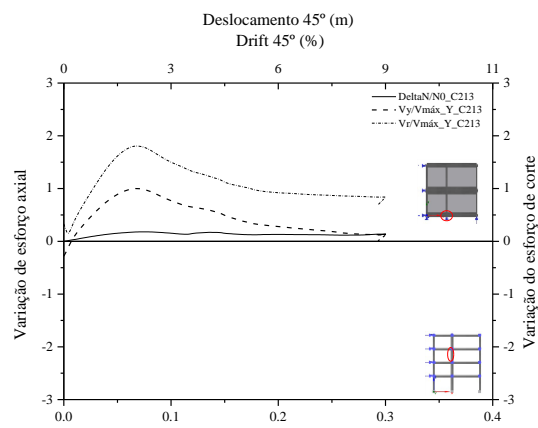 Deslocamento 45º (m)
Drift 45º (%)
0 3 6 9 11
DeltaN/N0_C213
Vy/Vmáx_Y_C213
Vr/Vmáx_Y_C213
3 3
2 2
1 1
0 0
-1 -1
-2 -2
-3 -3
Variação de esforço axial
Variação do esforço de corte
0.0 0.1 0.2 0.3 0.4